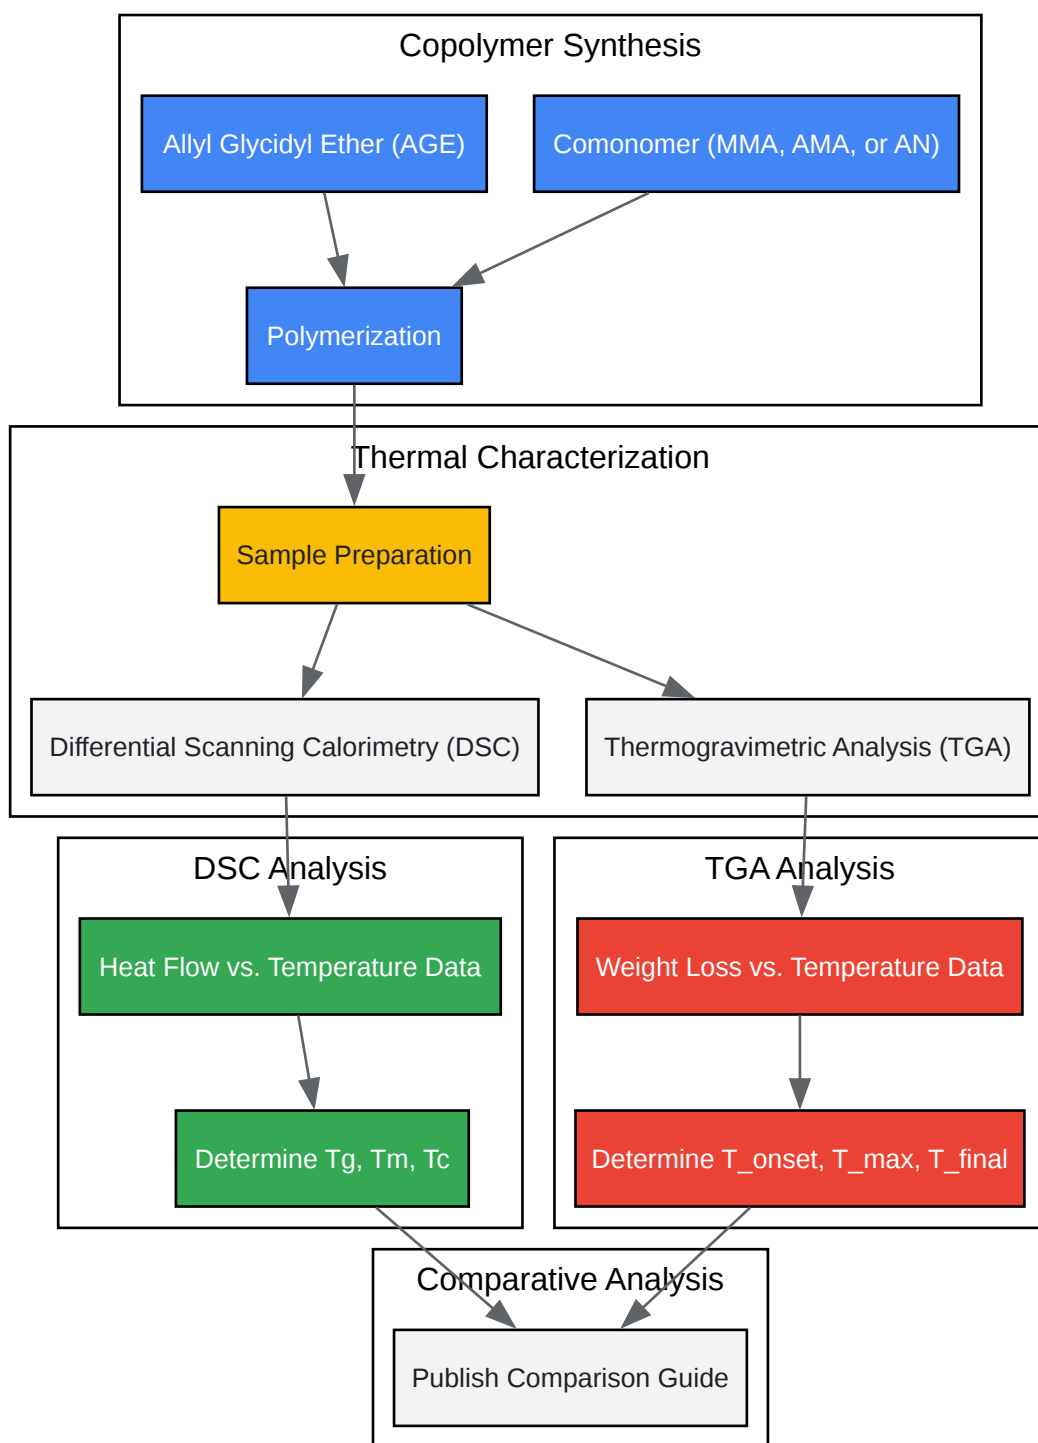 Copolymer Synthesis
Allyl Glycidyl Ether (AGE)
Comonomer (MMA, AMA, or AN)
Polymerization
Thermal Characterization
Sample Preparation
Differential Scanning Calorimetry (DSC)
Thermogravimetric Analysis (TGA)
DSC Analysis
TGA Analysis
Heat Flow vs. Temperature Data
Weight Loss vs. Temperature Data
Determine Tg, Tm, Tc
Determine T_onset, T_max, T_final
Comparative Analysis
Publish Comparison Guide